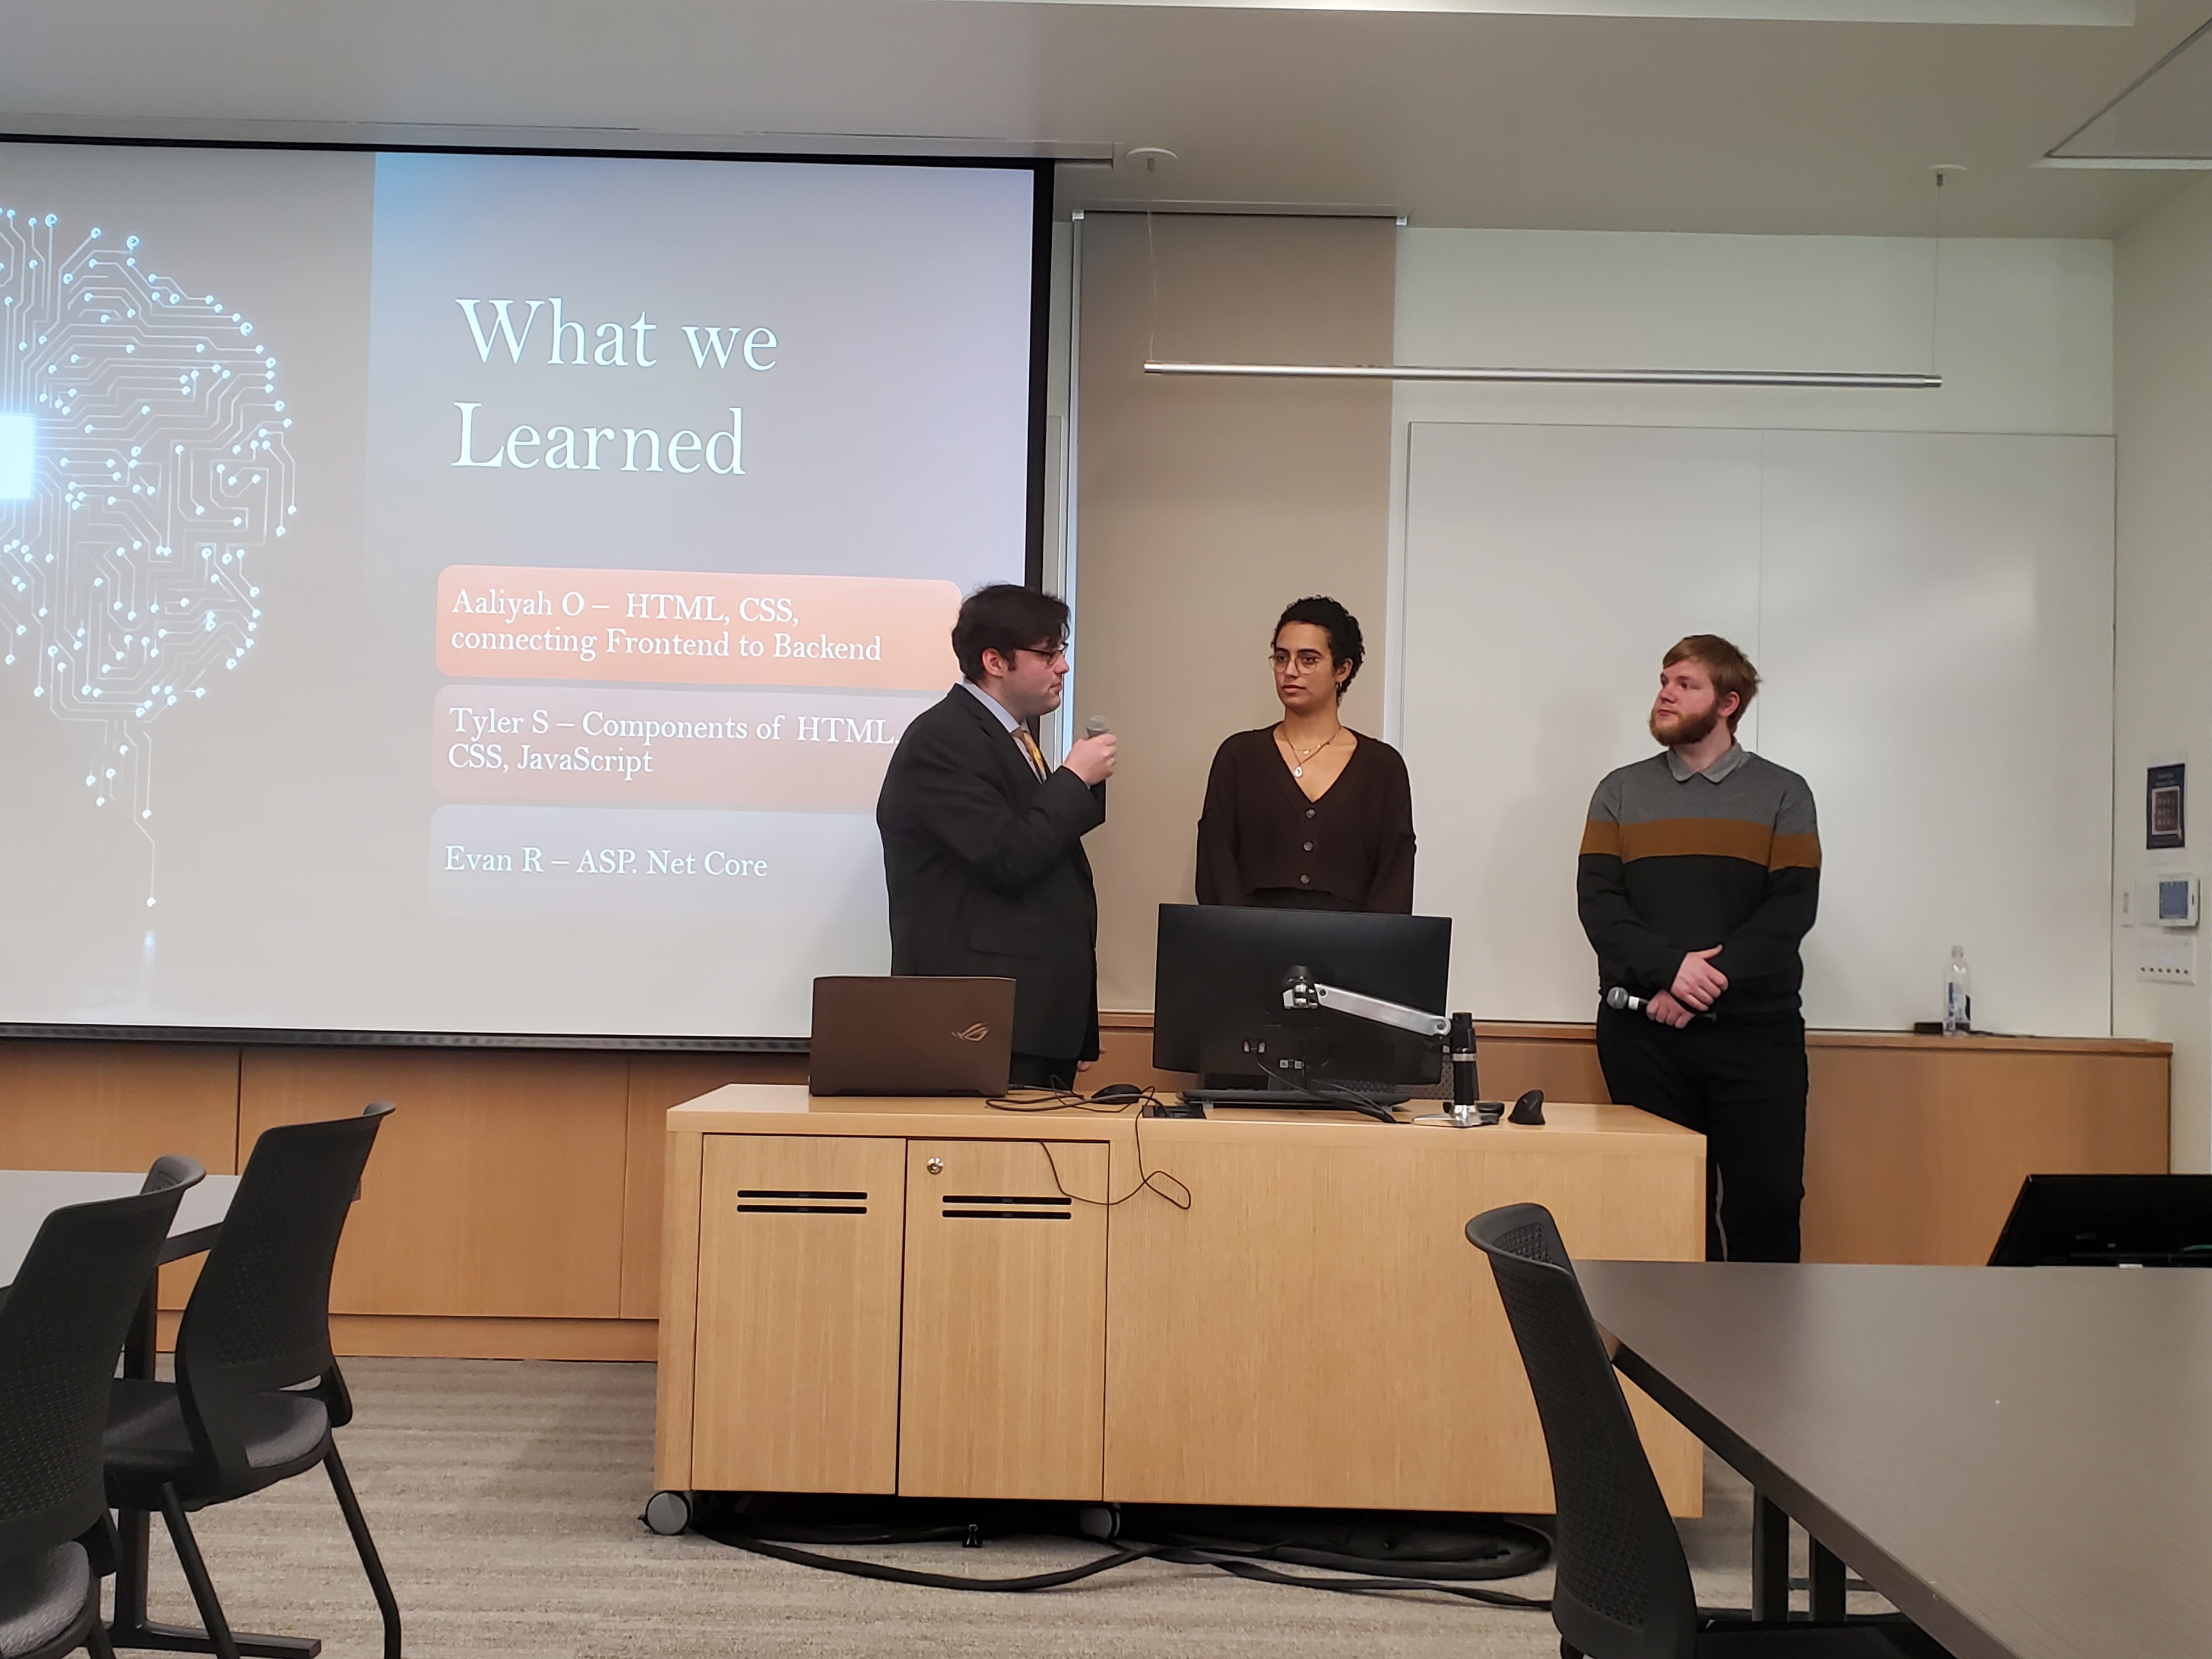 What we
Learned
Aaliyah O – HTML, CSS,
connecting Frontend to Backend
Tyler S – Components of HTML,
CSS, JavaScript
Evan R – ASP. Net Core